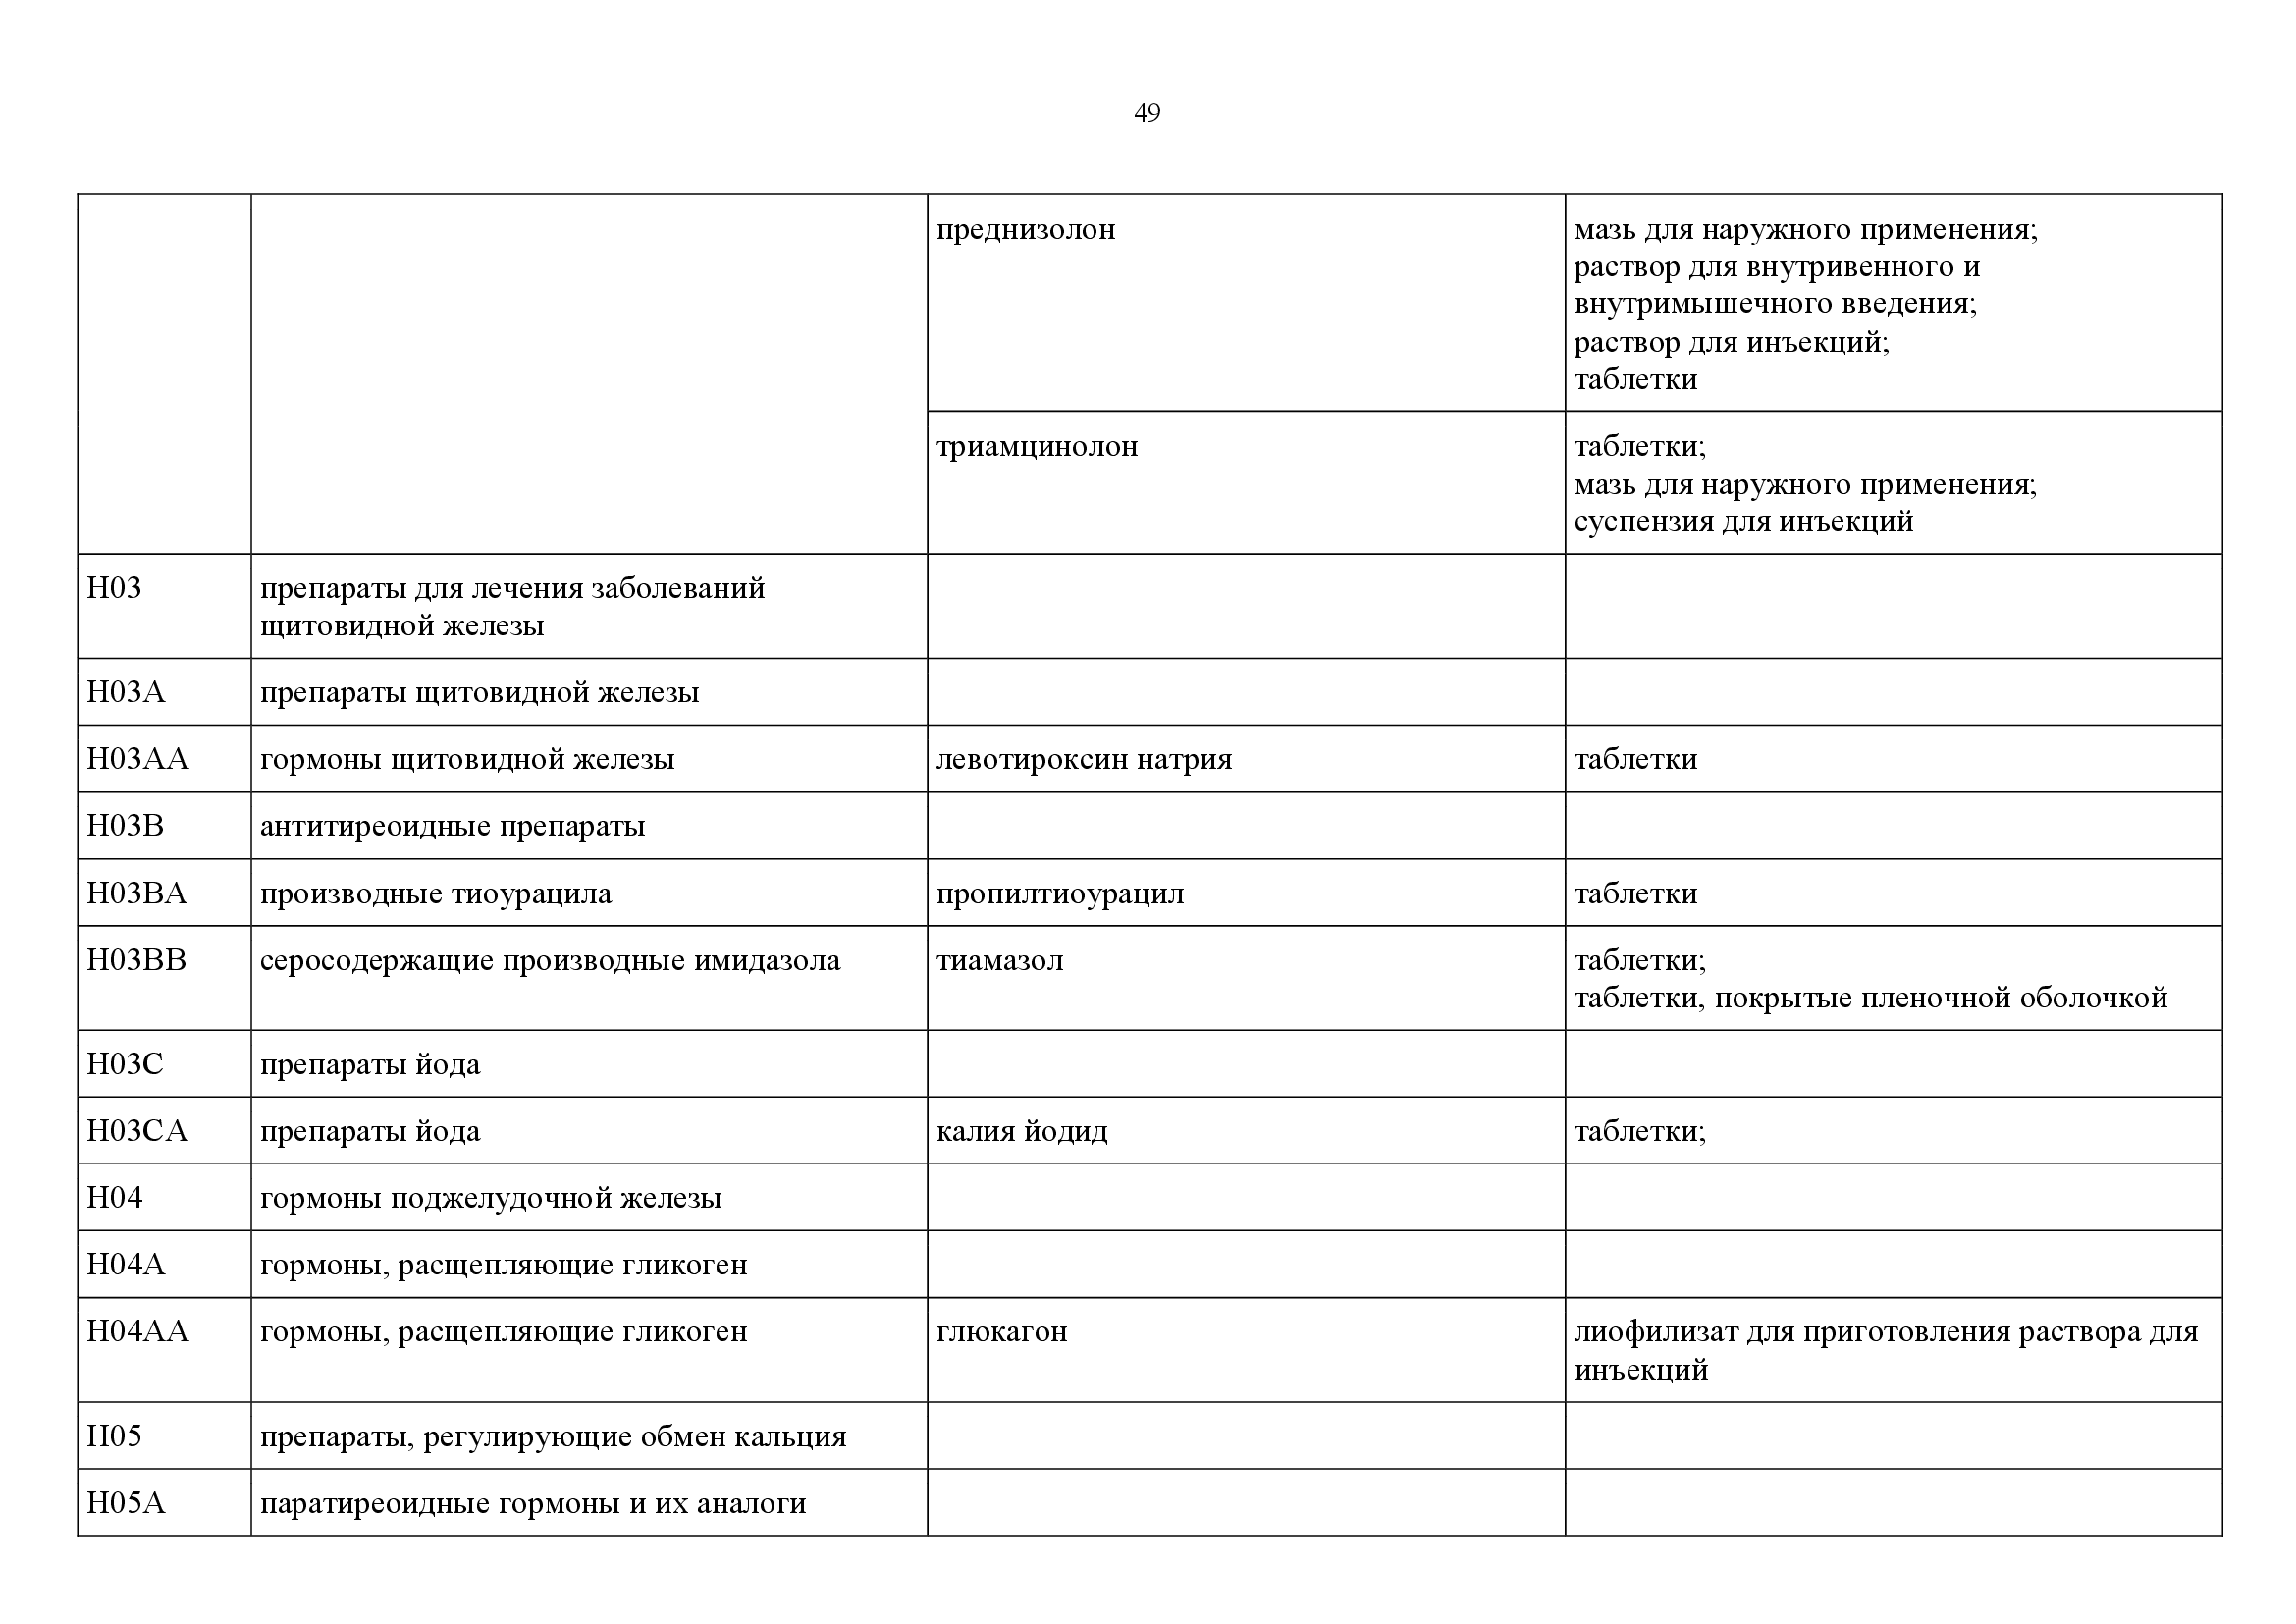 49
преднизолон
мазь для наружного применения;
раствор для внутривенного и
внутримышечного введения;
раствор для инъекций;
таблетки
триамцинолон
таблетки;
мазь для наружного применения;
суспензия для инъекций
H03
препараты для лечения заболеваний
щитовидной железы
H03A
препараты щитовидной железы
H03AA
гормоны щитовидной железы
левотироксин натрия
таблетки
H03B
антитиреоидные препараты
H03BA
производные тиоурацила
пропилтиоурацил
таблетки
H03BB
серосодержащие производные имидазола
тиамазол
таблетки;
таблетки, покрытые пленочной оболочкой
H03C
препараты йода
H03CA
препараты йода
калия йодид
таблетки;
H04
гормоны поджелудочной железы
H04A
гормоны, расщепляющие гликоген
H04AA
гормоны, расщепляющие гликоген
глюкагон
лиофилизат для приготовления раствора для
инъекций
H05
препараты, регулирующие обмен кальция
H05A
паратиреоидные гормоны и их аналоги